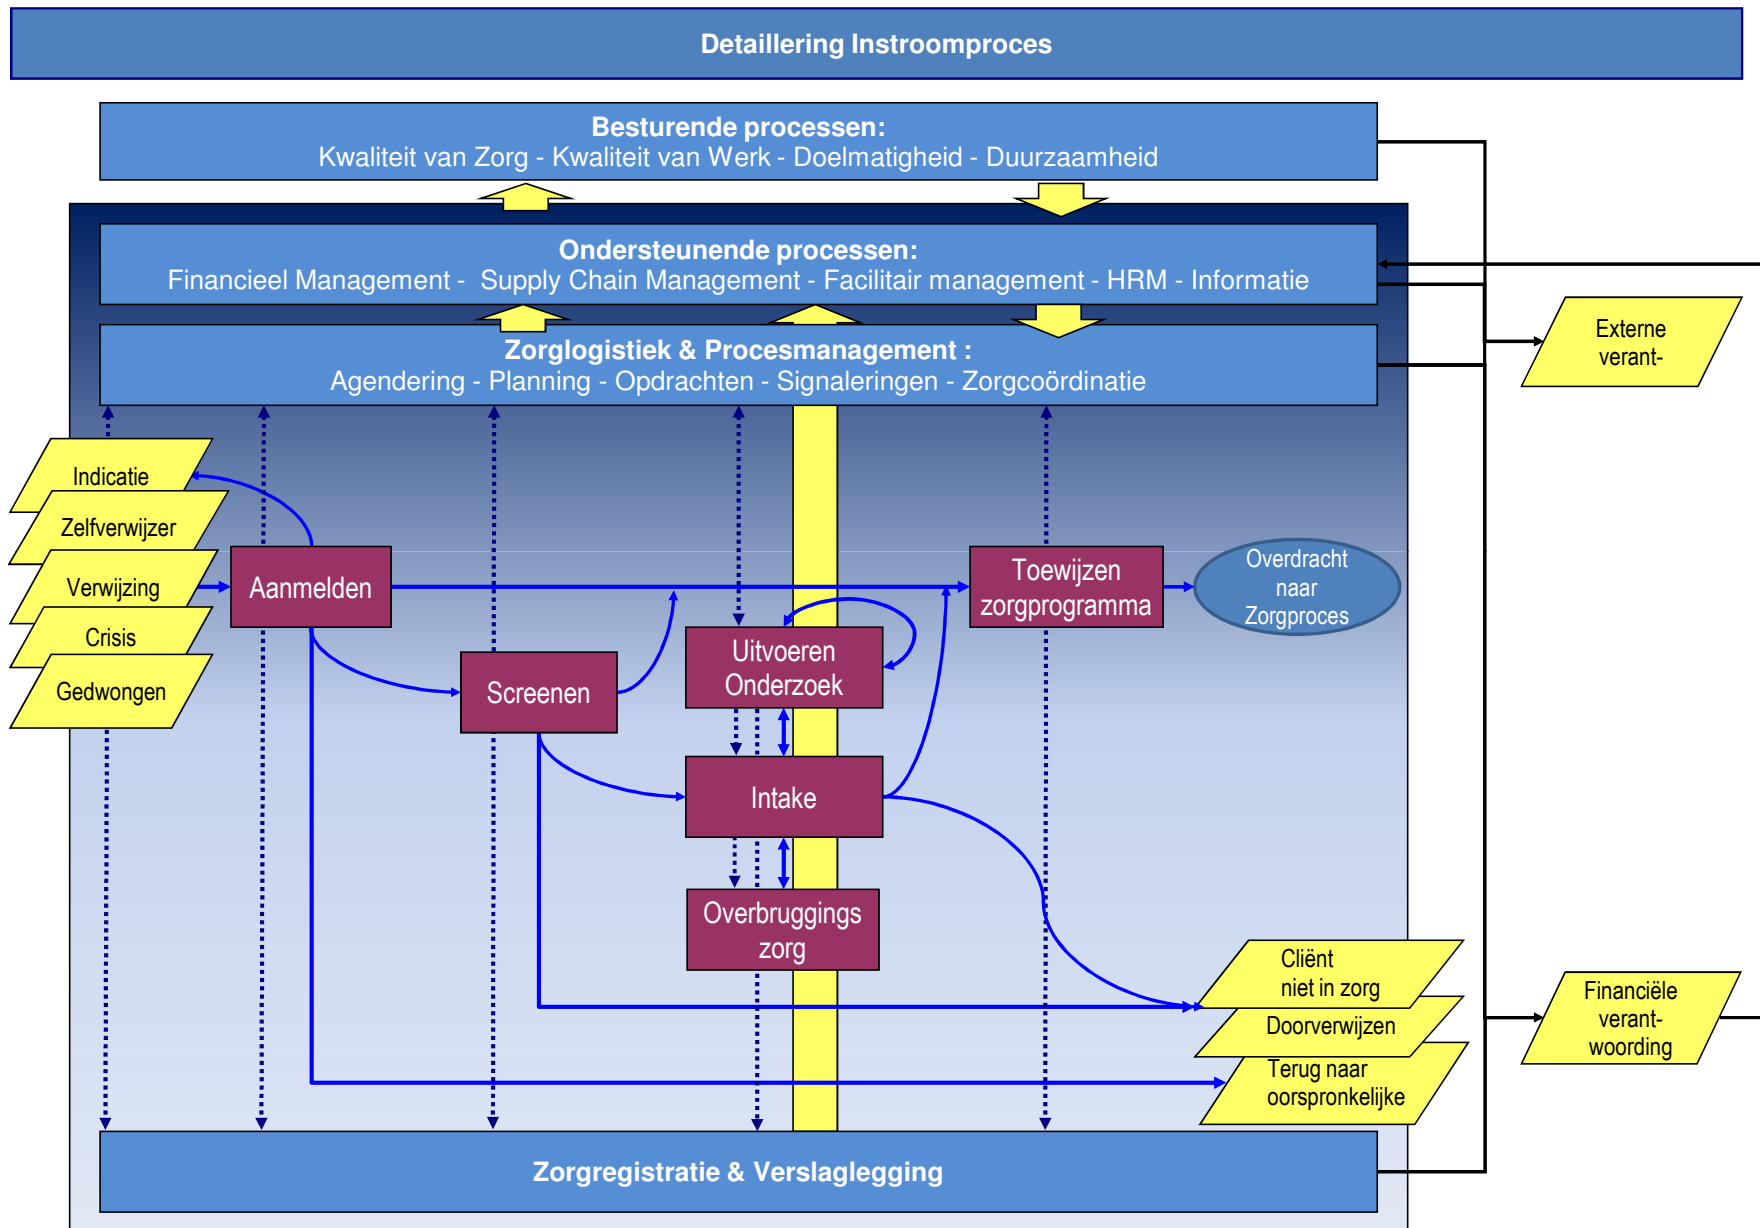 Detaillering Instroomproces
Besturende processen:
Kwaliteit van Zorg - Kwaliteit van Werk - Doelmatigheid - Duurzaamheid
Ondersteunende processen:
Financieel Management - Supply Chain Management - Facilitair management - HRM - Informatie
Zorglogistiek & Procesmanagement :
Agendering - Planning - Opdrachten - Signaleringen - Zorgcoördinatie
Externe
verant-
Indicatie
Zelfverwijzer
Verwijzing
Crisis
Gedwongen
Aanmelden
Screenen
Uitvoeren
Onderzoek
Intake
Overbruggings
zorg
Toewijzen
zorgprogramma
Overdracht
naar
Zorgproces
Cliënt
niet in zorg
Doorverwijzen
Terug naar
oorspronkelijke
Financiële
verant-
woording
Zorgregistratie & Verslaglegging